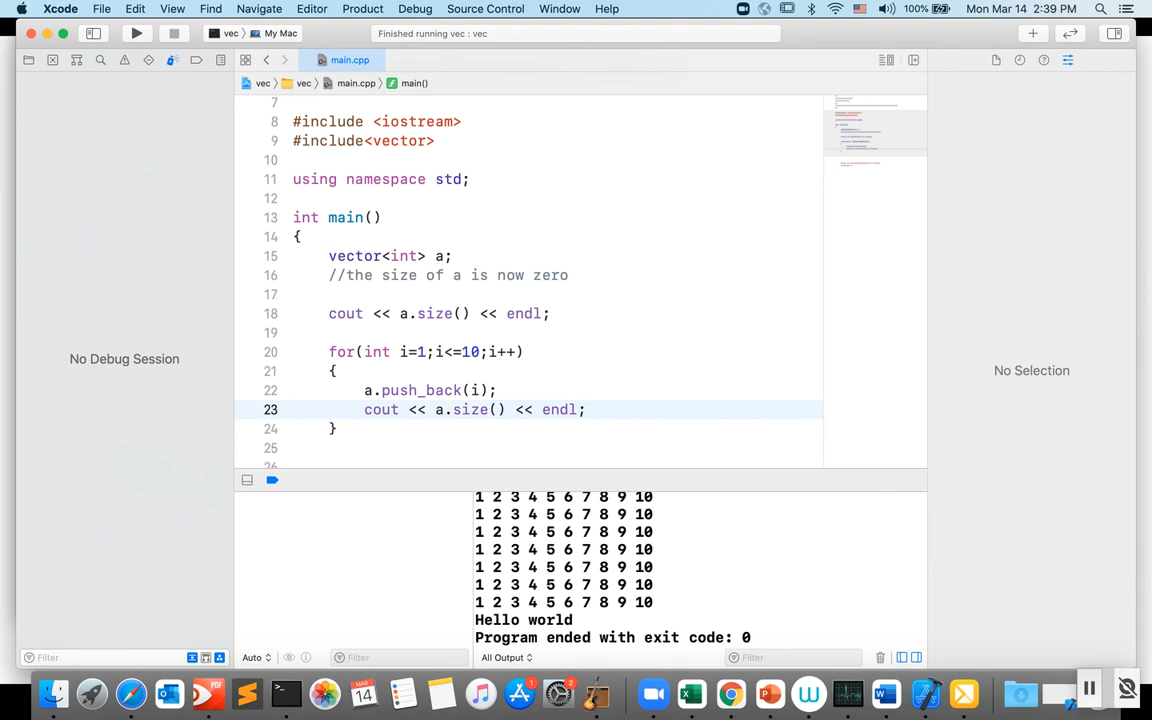 Xcode File Edit View Find Navigate Editor Product Debug Source Control Window Help 100% Mon Mar 14 2:39 PM
vec My Mac Finished running vec : vec
main.cpp
vec vec main.cpp main()
7
8 #include <iostream>
9 #include<vector>
10
11 using namespace std;
12
13 int main()
14 {
15 vector<int> a;
16 //the size of a is now zero
17
18 cout << a.size() << endl;
19
20 for(int i=1;i<=10;i++)
21 {
22 a.push_back(i);
23 cout << a.size() << endl;
24 }
25
26
No Debug Session
No Selection
1 2 3 4 5 6 7 8 9 10
1 2 3 4 5 6 7 8 9 10
1 2 3 4 5 6 7 8 9 10
1 2 3 4 5 6 7 8 9 10
1 2 3 4 5 6 7 8 9 10
1 2 3 4 5 6 7 8 9 10
1 2 3 4 5 6 7 8 9 10
Hello world
Program ended with exit code: 0
Filter Auto Filter All Output Filter